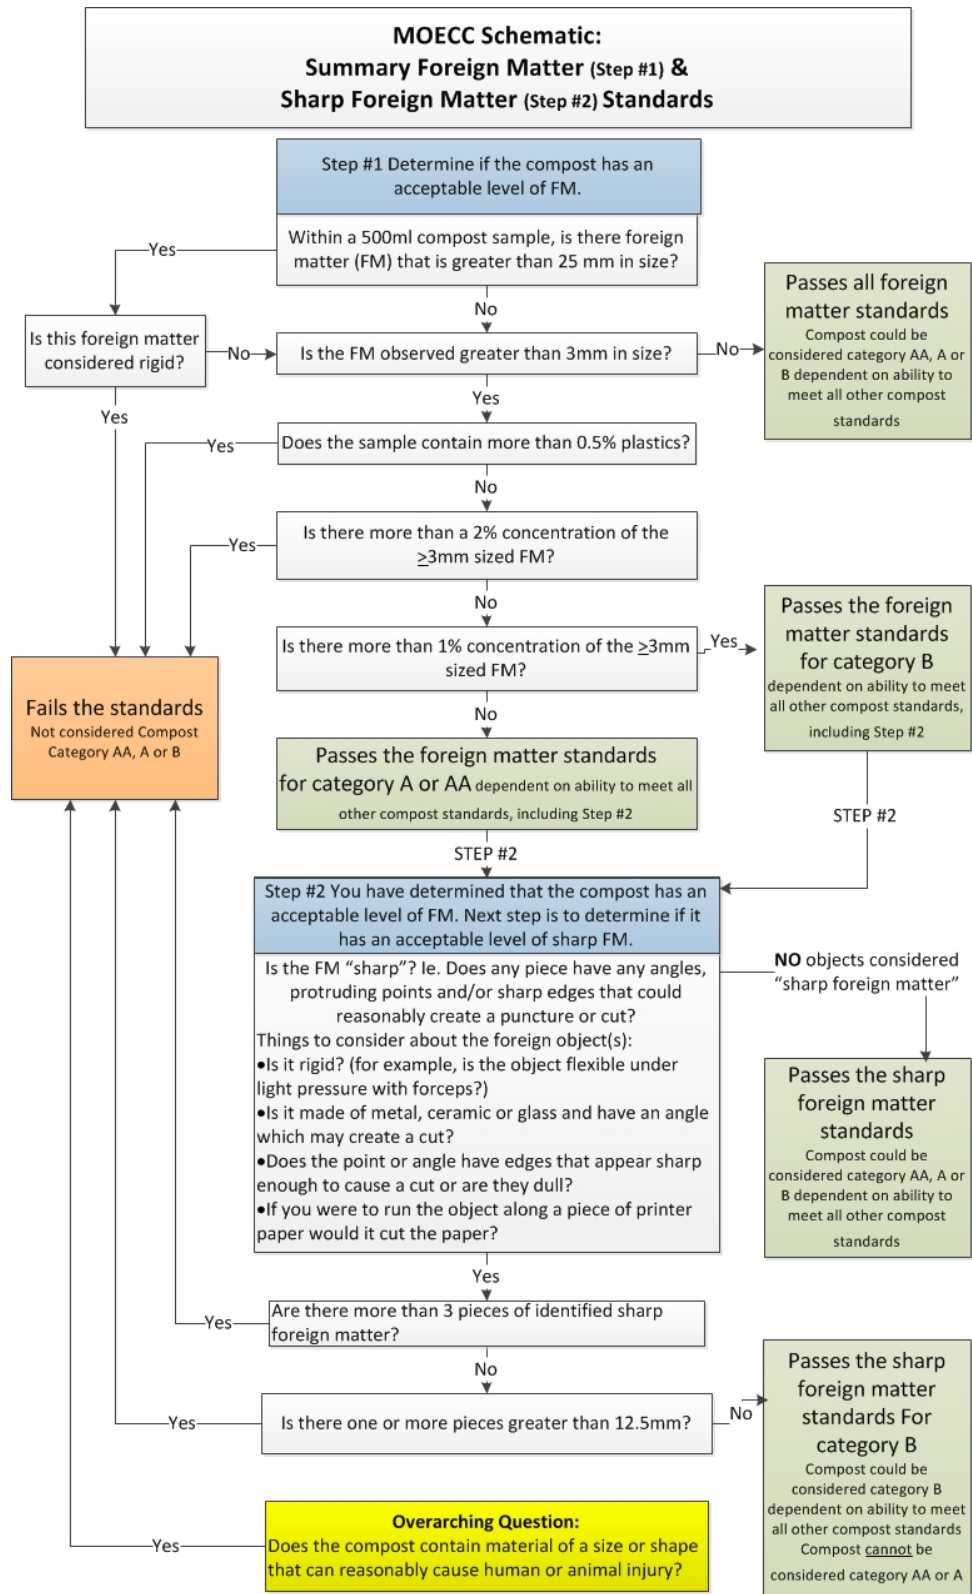 MOECC Schematic:
Summary Foreign Matter (Step #1) &
Sharp Foreign Matter (Step #2) Standards
Step #1 Determine if the compost has an
acceptable level of FM.
Within a 500ml compost sample, is there foreign
matter (FM) that is greater than 25 mm in size?
Yes
No
Is this foreign matter
considered rigid?
No
Yes
Is the FM observed greater than 3mm in size?
No
Yes
Passes all foreign
matter standards
Compost could be
considered category AA, A or
B dependent on ability to
meet all other compost
standards
Does the sample contain more than 0.5% plastics?
Yes
No
Is there more than a 2% concentration of the
≥3mm sized FM?
Yes
No
Is there more than 1% concentration of the ≥3mm
sized FM?
Yes
No
Passes the foreign
matter standards
for category B
dependent on ability to meet
all other compost standards,
including Step #2
STEP #2
Fails the standards
Not considered Compost
Category AA, A or B
Passes the foreign matter standards
for category A or AA dependent on ability to meet all
other compost standards, including Step #2
STEP #2
Step #2 You have determined that the compost has an
acceptable level of FM. Next step is to determine if it
has an acceptable level of sharp FM.
Is the FM “sharp”? Ie. Does any piece have any angles,
protruding points and/or sharp edges that could
reasonably create a puncture or cut?
Things to consider about the foreign object(s):
•Is it rigid? (for example, is the object flexible under
light pressure with forceps?)
•Is it made of metal, ceramic or glass and have an angle
which may create a cut?
•Does the point or angle have edges that appear sharp
enough to cause a cut or are they dull?
•If you were to run the object along a piece of printer
paper would it cut the paper?
NO objects considered
“sharp foreign matter”
Passes the sharp
foreign matter
standards
Compost could be
considered category AA, A or
B dependent on ability to
meet all other compost
standards
Yes
Are there more than 3 pieces of identified sharp
foreign matter?
Yes
No
Is there one or more pieces greater than 12.5mm?
Yes
No
Passes the sharp
foreign matter
standards For
category B
Compost could be
considered category B
dependent on ability to meet
all other compost standards
Compost cannot be
considered category AA or A
Overarching Question:
Does the compost contain material of a size or shape
that can reasonably cause human or animal injury?
Yes